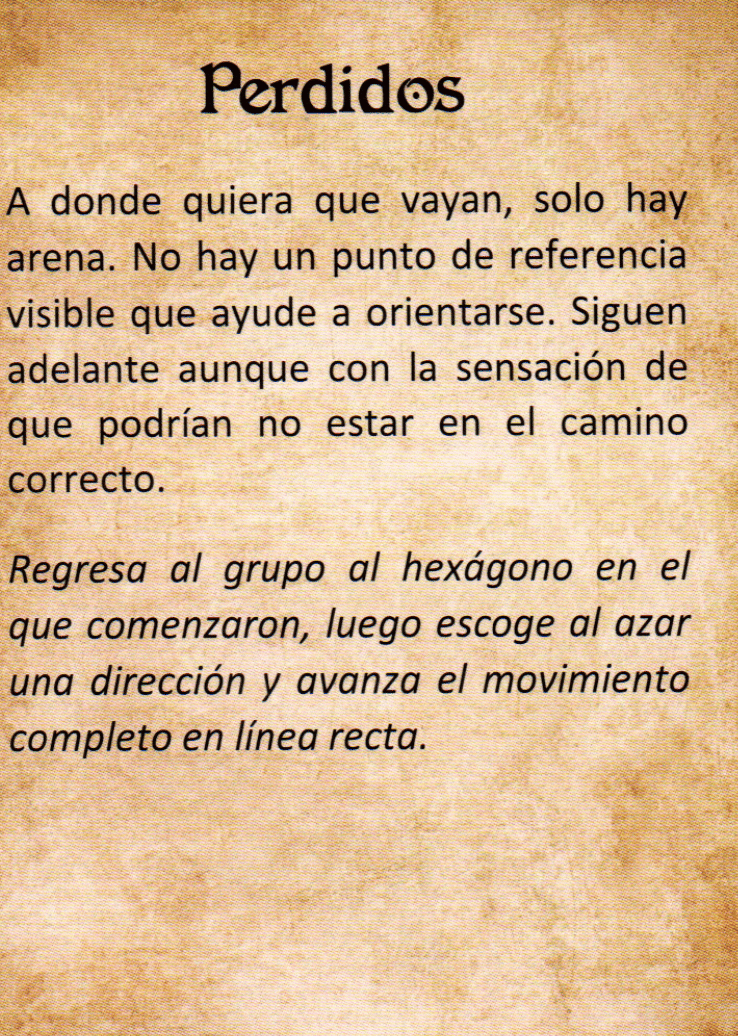 Perdidos
A donde quiera que vayan, solo hay
arena. No hay un punto de referencia
visible que ayude a orientarse. Siguen
adelante aunque con la sensación de
que podrían no estar en el camino
correcto.
Regresa al grupo al hexágono en el
que comenzaron, luego escoge al azar
una dirección y avanza el movimiento
completo en línea recta.